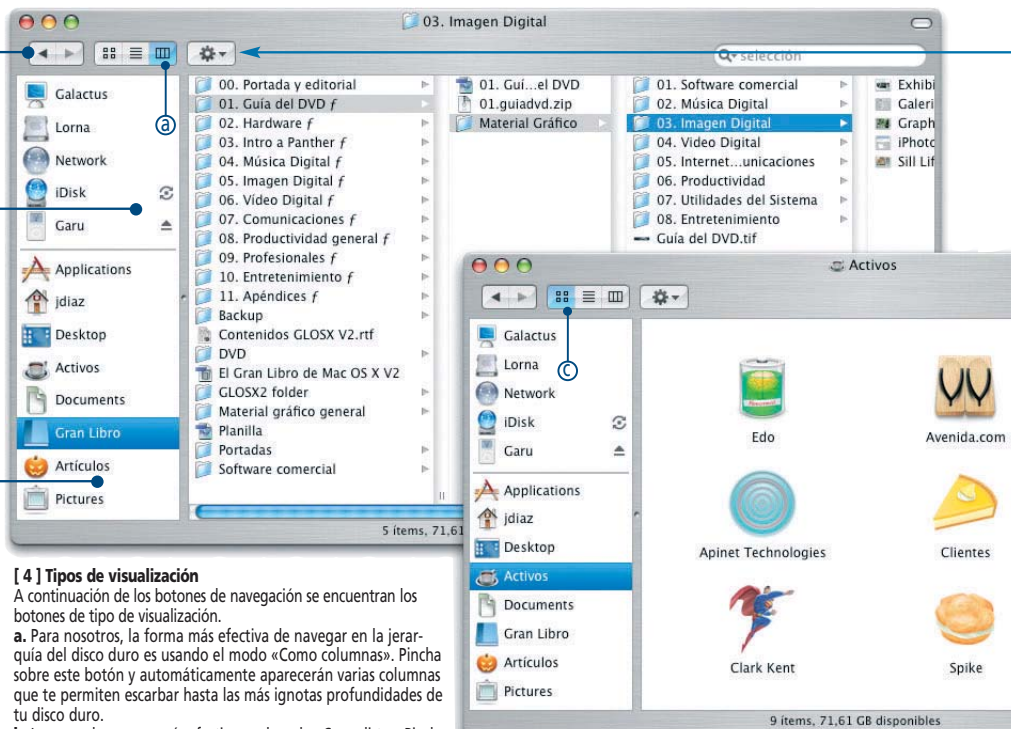 03. Imagen Digital
selección
Galactus
Lorna
Network
iDisk
Garu
Applications
jdiaz
Desktop
Activos
Documents
Gran Libro
Artículos
Pictures
00. Portada y editorial
01. Guía del DVD ƒ
02. Hardware ƒ
03. Intro a Panther ƒ
04. Música Digital ƒ
05. Imagen Digital ƒ
06. Vídeo Digital ƒ
07. Comunicaciones ƒ
08. Productividad general ƒ
09. Profesionales ƒ
10. Entretenimiento ƒ
11. Apéndices ƒ
Backup
Contenidos GLOSX V2.rtf
DVD
El Gran Libro de Mac OS X V2
GLOSX2 folder
Material gráfico general
Planilla
Portadas
Software comercial
01. Guí...el DVD
01.guiadvd.zip
Material Gráfico
01. Software comercial
02. Música Digital
03. Imagen Digital
04. Video Digital
05. Internet...unicaciones
06. Productividad
07. Utilidades del Sistema
08. Entretenimiento
Guía del DVD.tif
Exhibi
Galeri
Graph
iPhoto
Sill Lif
5 ítems, 71,61
a
Activos
Galactus
Lorna
Network
iDisk
Garu
Applications
jdiaz
Desktop
Activos
Documents
Gran Libro
Artículos
Pictures
c
Edo
Avenida.com
Apinet Technologies
Clientes
Clark Kent
Spike
9 ítems, 71,61 GB disponibles
[ 4 ] Tipos de visualización
A continuación de los botones de navegación se encuentran los
botones de tipo de visualización.
a. Para nosotros, la forma más efectiva de navegar en la jerar-
quía del disco duro es usando el modo «Como columnas». Pincha
sobre este botón y automáticamente aparecerán varias columnas
que te permiten escarbar hasta las más ignotas profundidades de
tu disco duro.